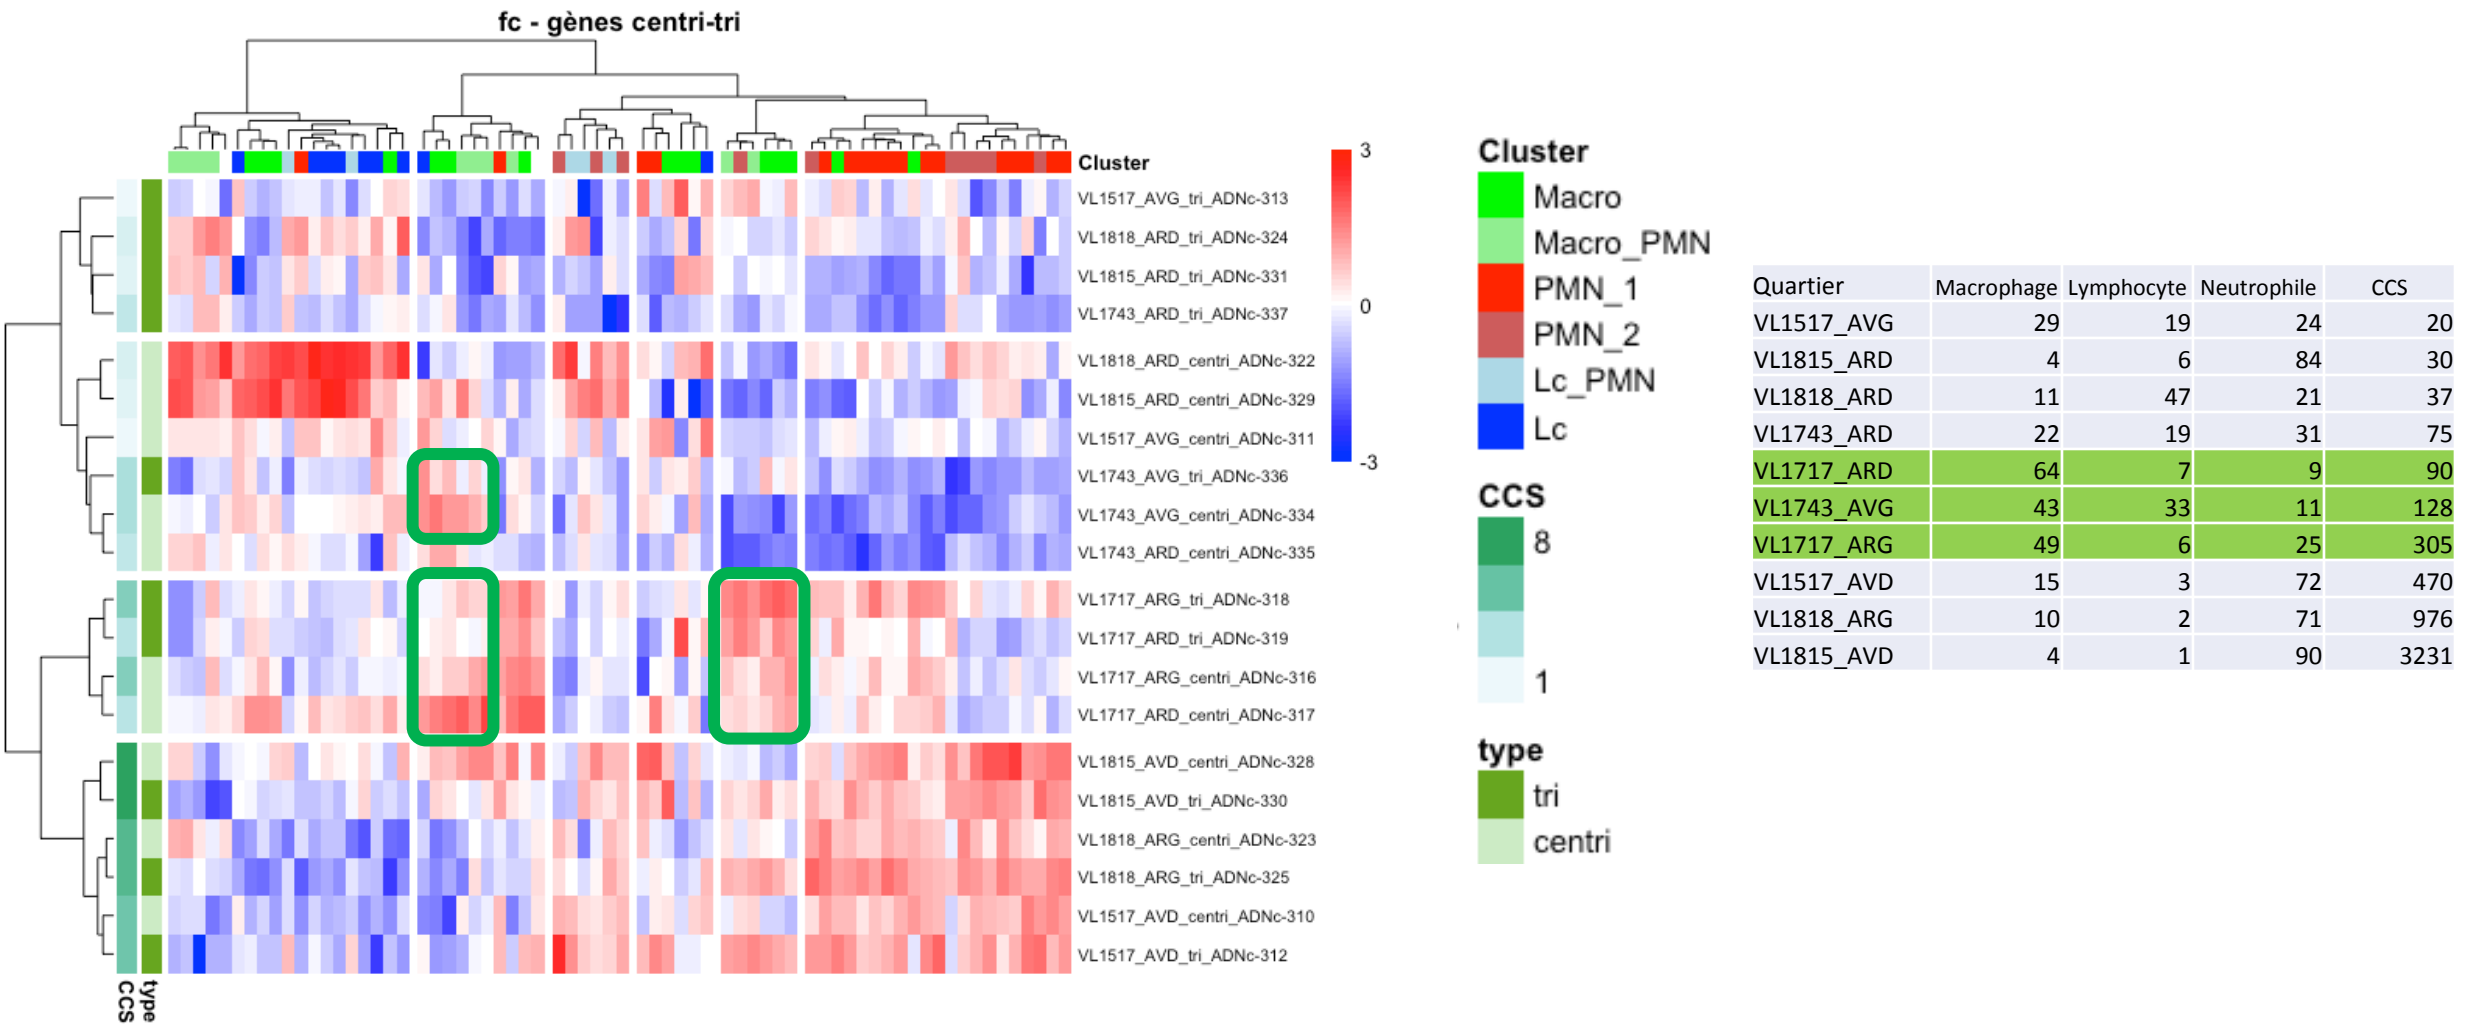 fc - gènes centri-tri
Cluster
VL1517_AVG_tri_ADNc-313
VL1818_ARD_tri_ADNc-324
VL1815_ARD_tri_ADNc-331
VL1743_ARD_tri_ADNc-337
VL1818_ARD_centri_ADNc-322
VL1815_ARD_centri_ADNc-329
VL1517_AVG_centri_ADNc-311
VL1743_AVG_tri_ADNc-336
VL1743_AVG_centri_ADNc-334
VL1743_ARD_centri_ADNc-335
VL1717_ARG_tri_ADNc-318
VL1717_ARD_tri_ADNc-319
VL1717_ARG_centri_ADNc-316
VL1717_ARD_centri_ADNc-317
VL1815_AVD_centri_ADNc-328
VL1815_AVD_tri_ADNc-330
VL1818_ARG_centri_ADNc-323
VL1818_ARG_tri_ADNc-325
VL1517_AVD_centri_ADNc-310
VL1517_AVD_tri_ADNc-312
CCS
type
3
0
-3
Cluster
Macro
Macro_PMN
PMN_1
PMN_2
Lc_PMN
Lc
CCS
8
1
type
tri
centri
Quartier Macrophage Lymphocyte Neutrophile CCS
VL1517_AVG 29 19 24 20
VL1815_ARD 4 6 84 30
VL1818_ARD 11 47 21 37
VL1743_ARD 22 19 31 75
VL1717_ARD 64 7 9 90
VL1743_AVG 43 33 11 128
VL1717_ARG 49 6 25 305
VL1517_AVD 15 3 72 470
VL1818_ARG 10 2 71 976
VL1815_AVD 4 1 90 3231